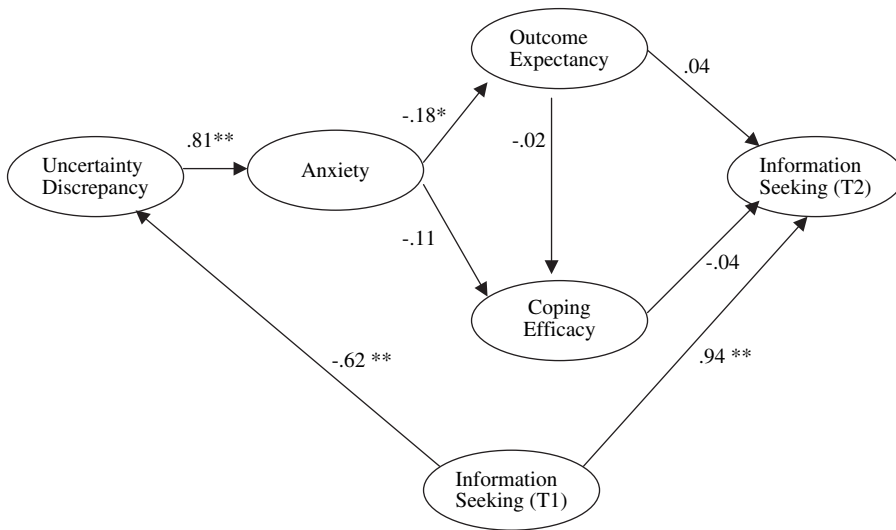 Outcome
Expectancy
.04
-.18*
.81**
-.02
Uncertainty
Discrepancy
Anxiety
Information
Seeking (T2)
-.11
-.04
Coping
Efficacy
-.62 **
.94 **
Information
Seeking (T1)